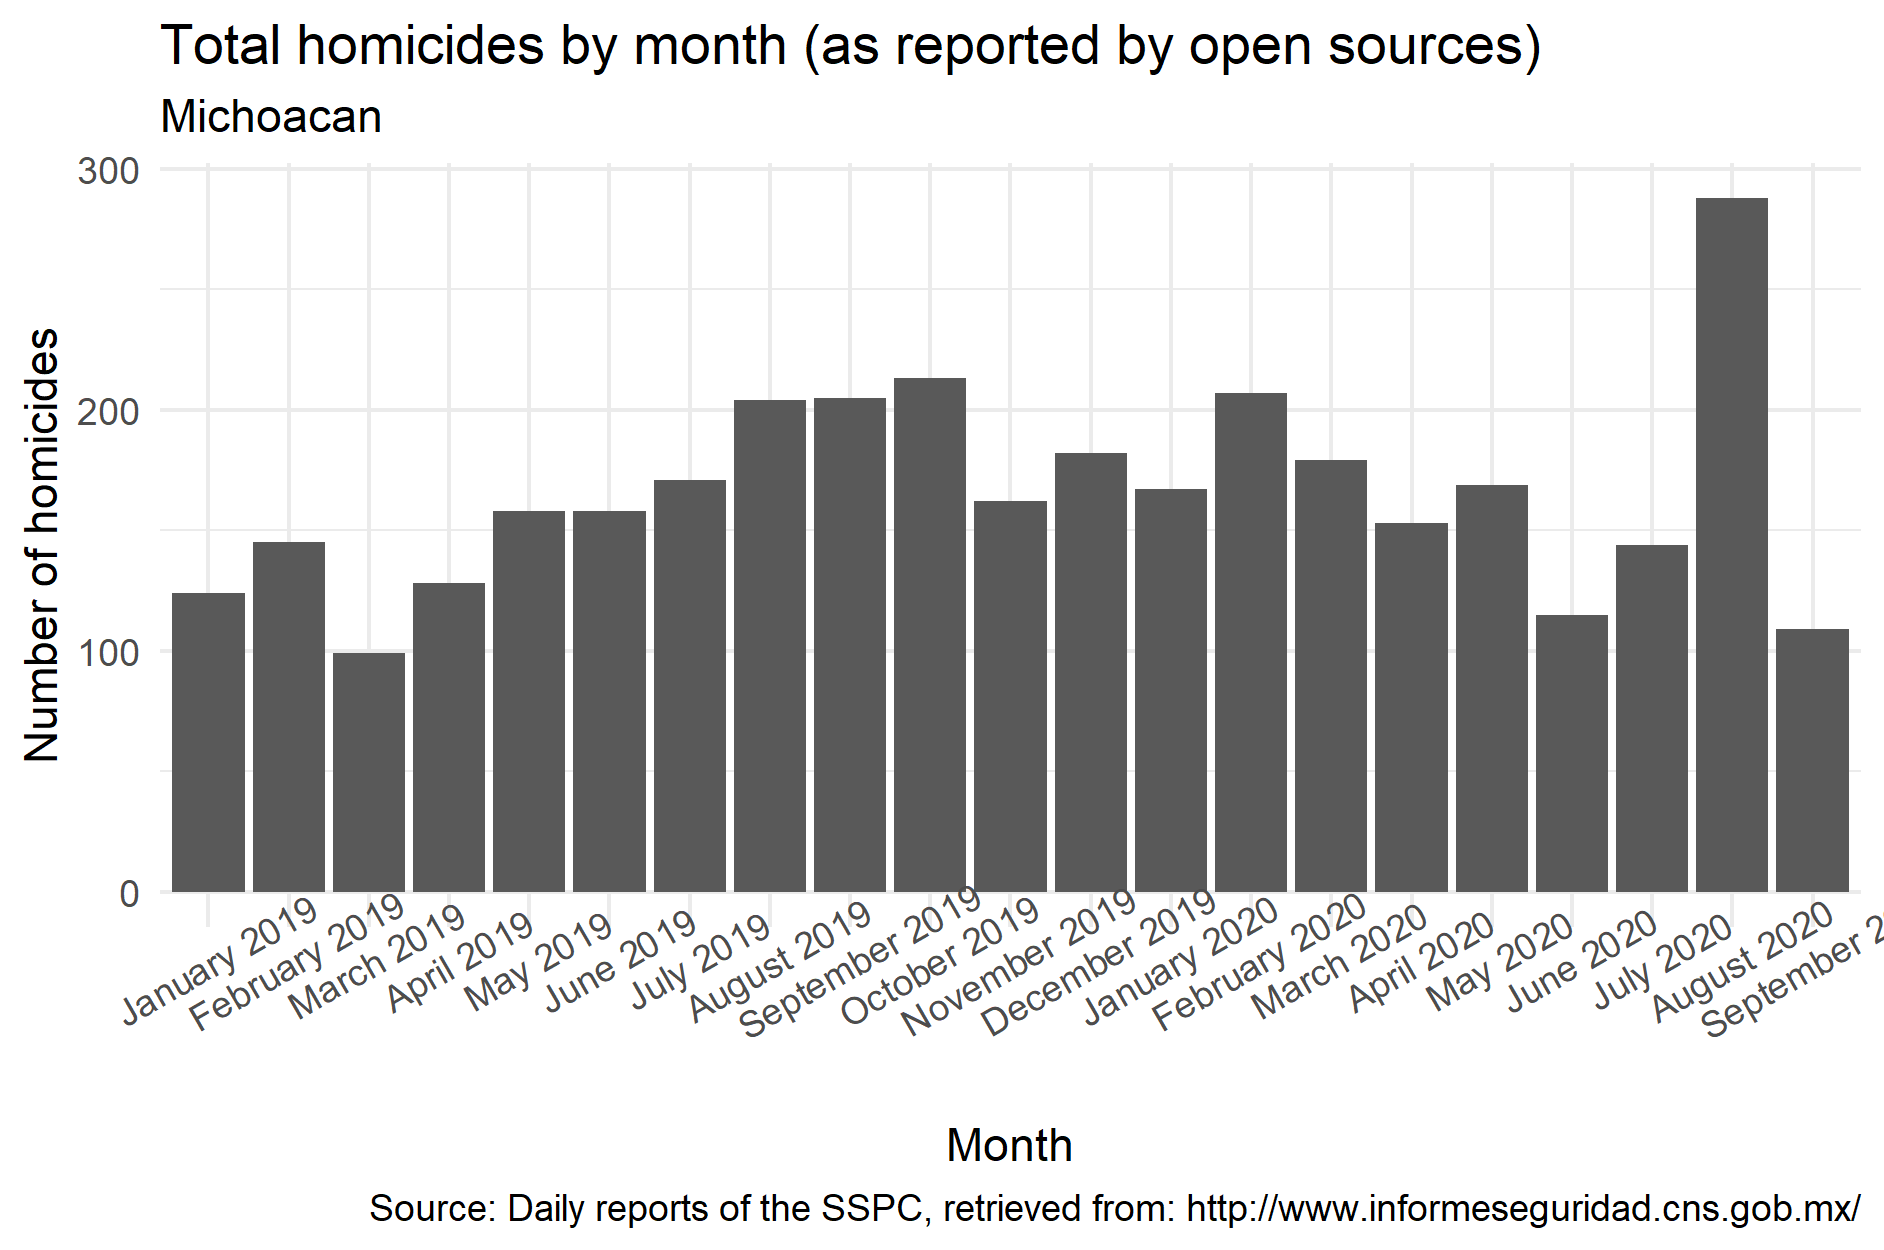 Total homicides by month (as reported by open sources)
Michoacan
300
200
100
0
Number of homicides
January 2019
February 2019
March 2019
April 2019
May 2019
June 2019
July 2019
August 2019
September 2019
October 2019
November 2019
December 2019
January 2020
February 2020
March 2020
April 2020
May 2020
June 2020
July 2020
August 2020
September 2
Month
Source: Daily reports of the SSPC, retrieved from: http://www.informeseguridad.cns.gob.mx/